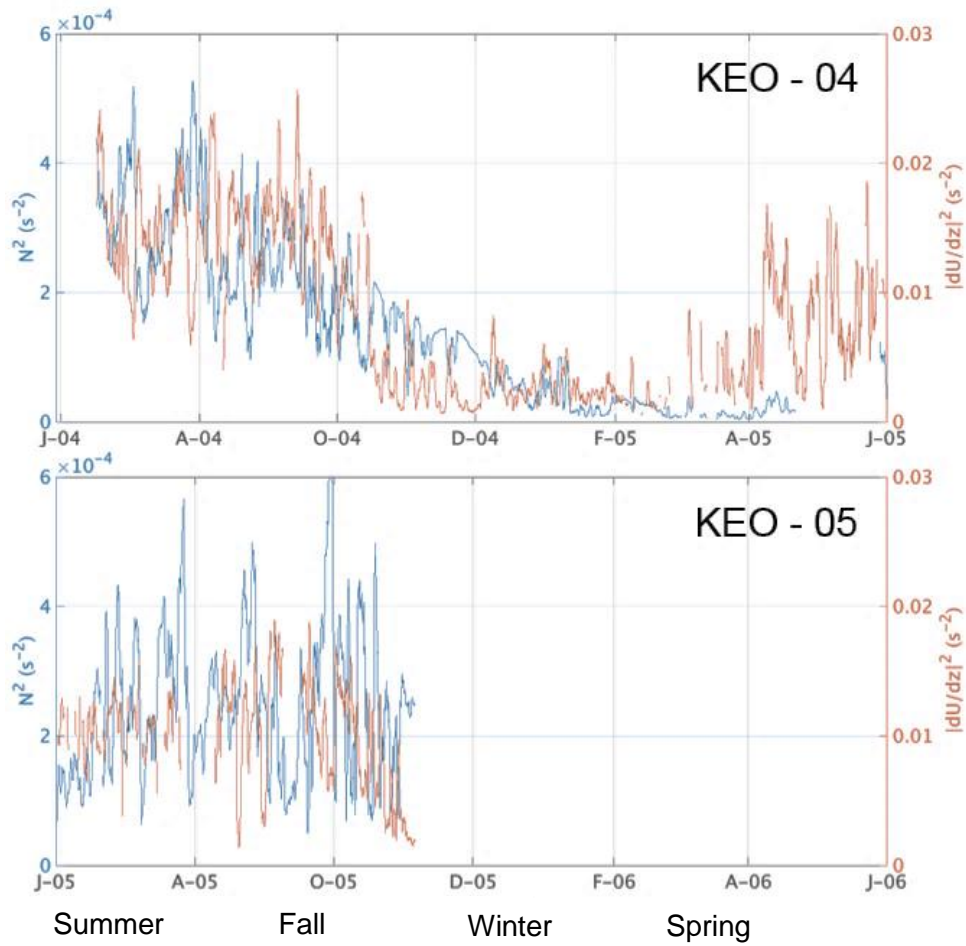 ×10⁻⁴
6
4
2
0
N² (s⁻²)
KEO - 04
0.03
0.02
0.01
0
|dU/dz|² (s⁻²)
J-04 A-04 O-04 D-04 F-05 A-05 J-05
×10⁻⁴
6
4
2
0
N² (s⁻²)
KEO - 05
0.03
0.02
0.01
0
|dU/dz|² (s⁻²)
J-05 A-05 O-05 D-05 F-06 A-06 J-06
Summer Fall Winter Spring